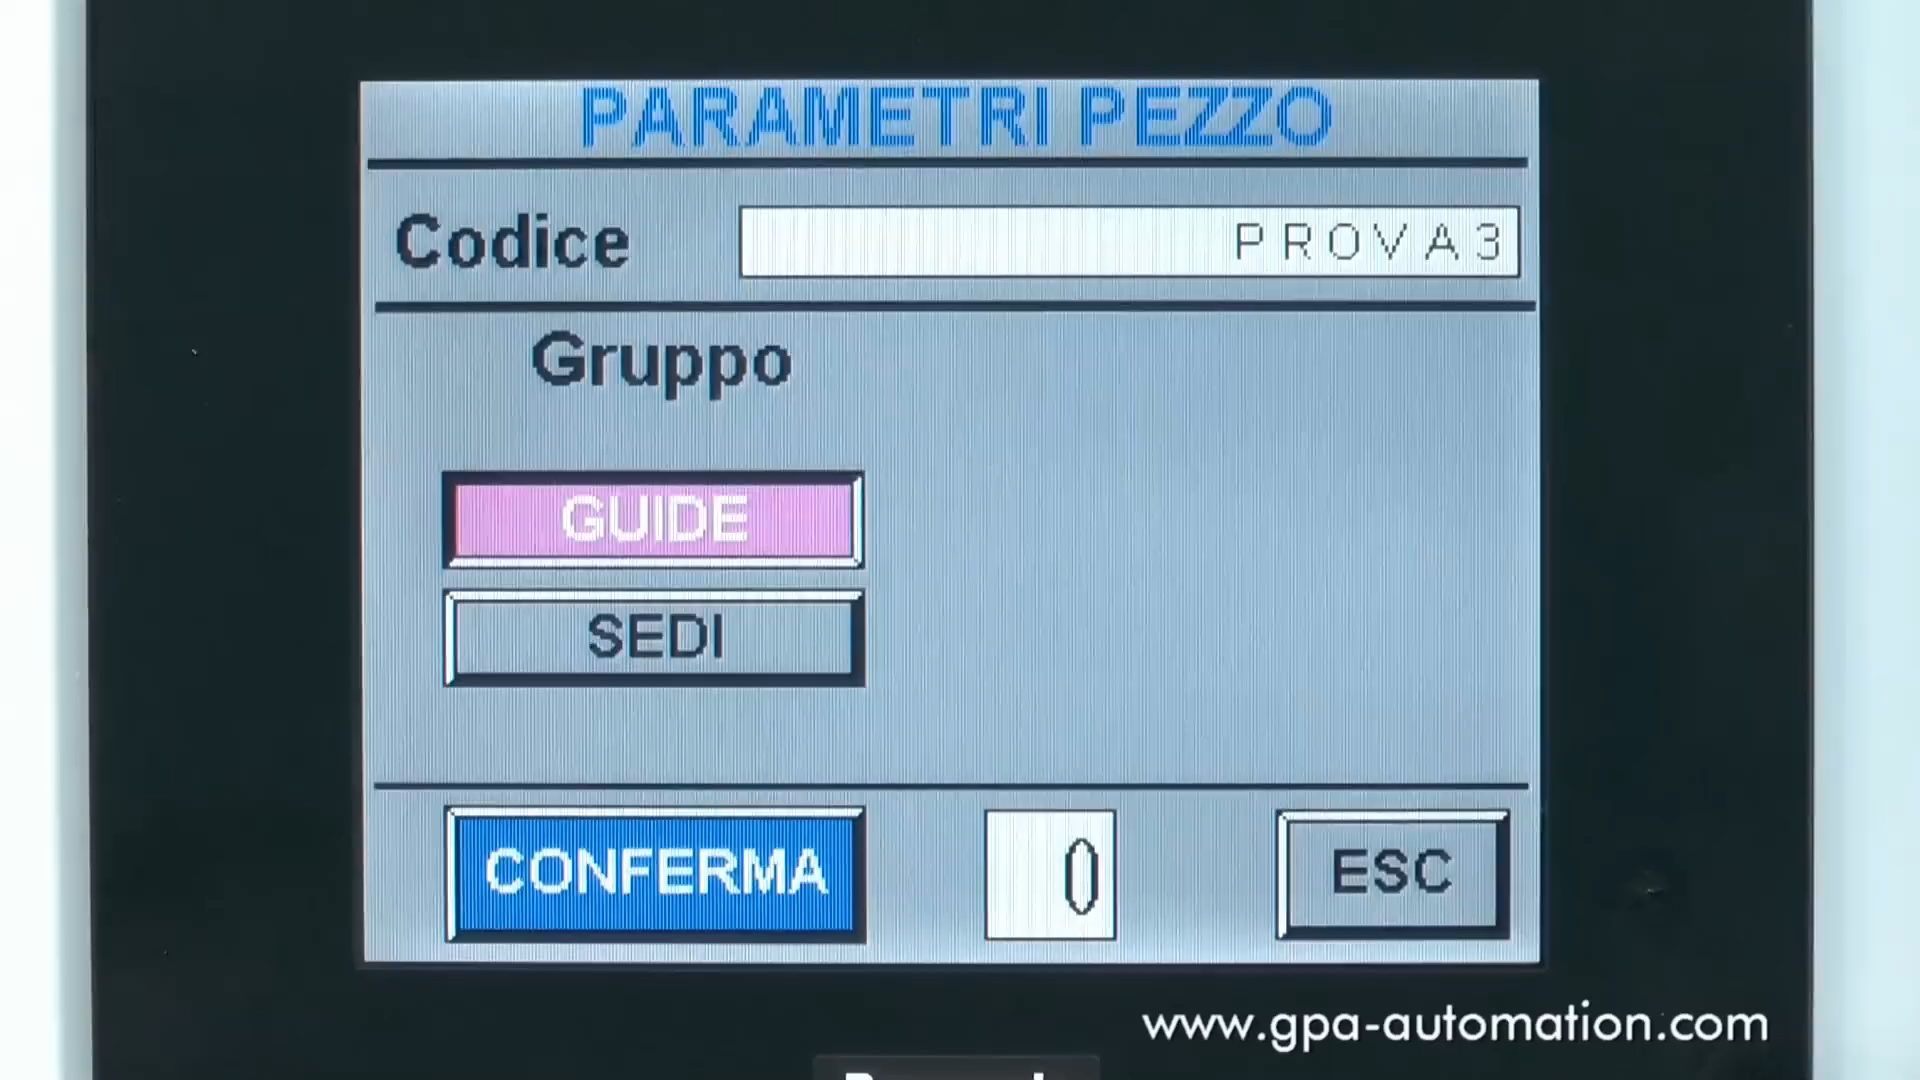 PARAMETRI PEZZO
Codice PROVA3
Gruppo
GUIDE
SEDI
CONFERMA 0 ESC
www.gpa-automation.com